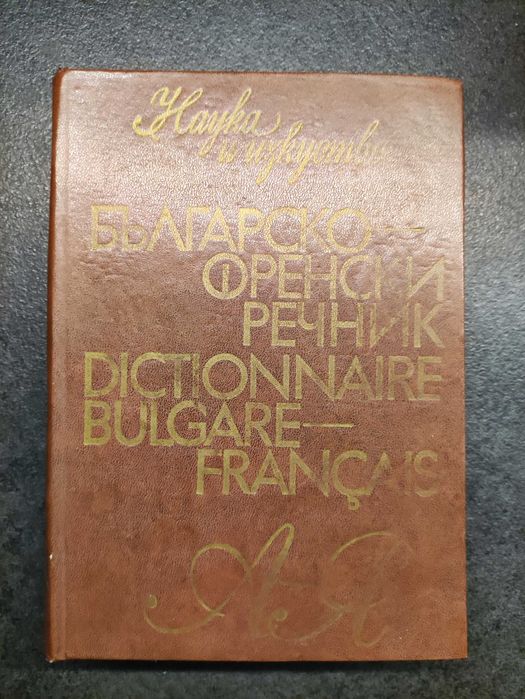 Наука
и изкуство
БЪЛГАРСКО—
ФРЕНСКИ
РЕЧНИК
DICTIONNAIRE
BULGARE—
FRANÇAIS
А-Я